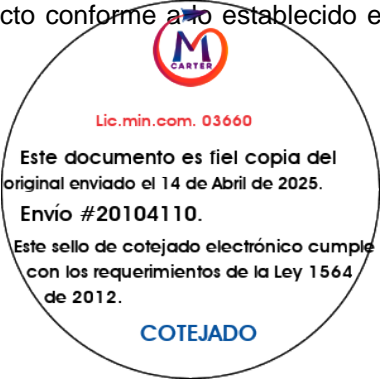 cto conforme a lo establecido e
M
CARTER
Lic.min.com. 03660
Este documento es fiel copia del
original enviado el 14 de Abril de 2025.
Envío #20104110.
Este sello de cotejado electrónico cumple
con los requerimientos de la Ley 1564
de 2012.
COTEJADO